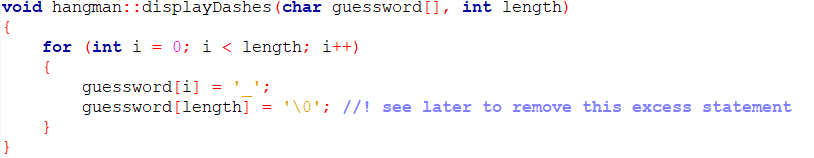 void hangman::displayDashes(char guessword[], int length)
{
    for (int i = 0; i < length; i++)
    {
        guessword[i] = '_';
        guessword[length] = '\0'; //! see later to remove this excess statement
    }
}